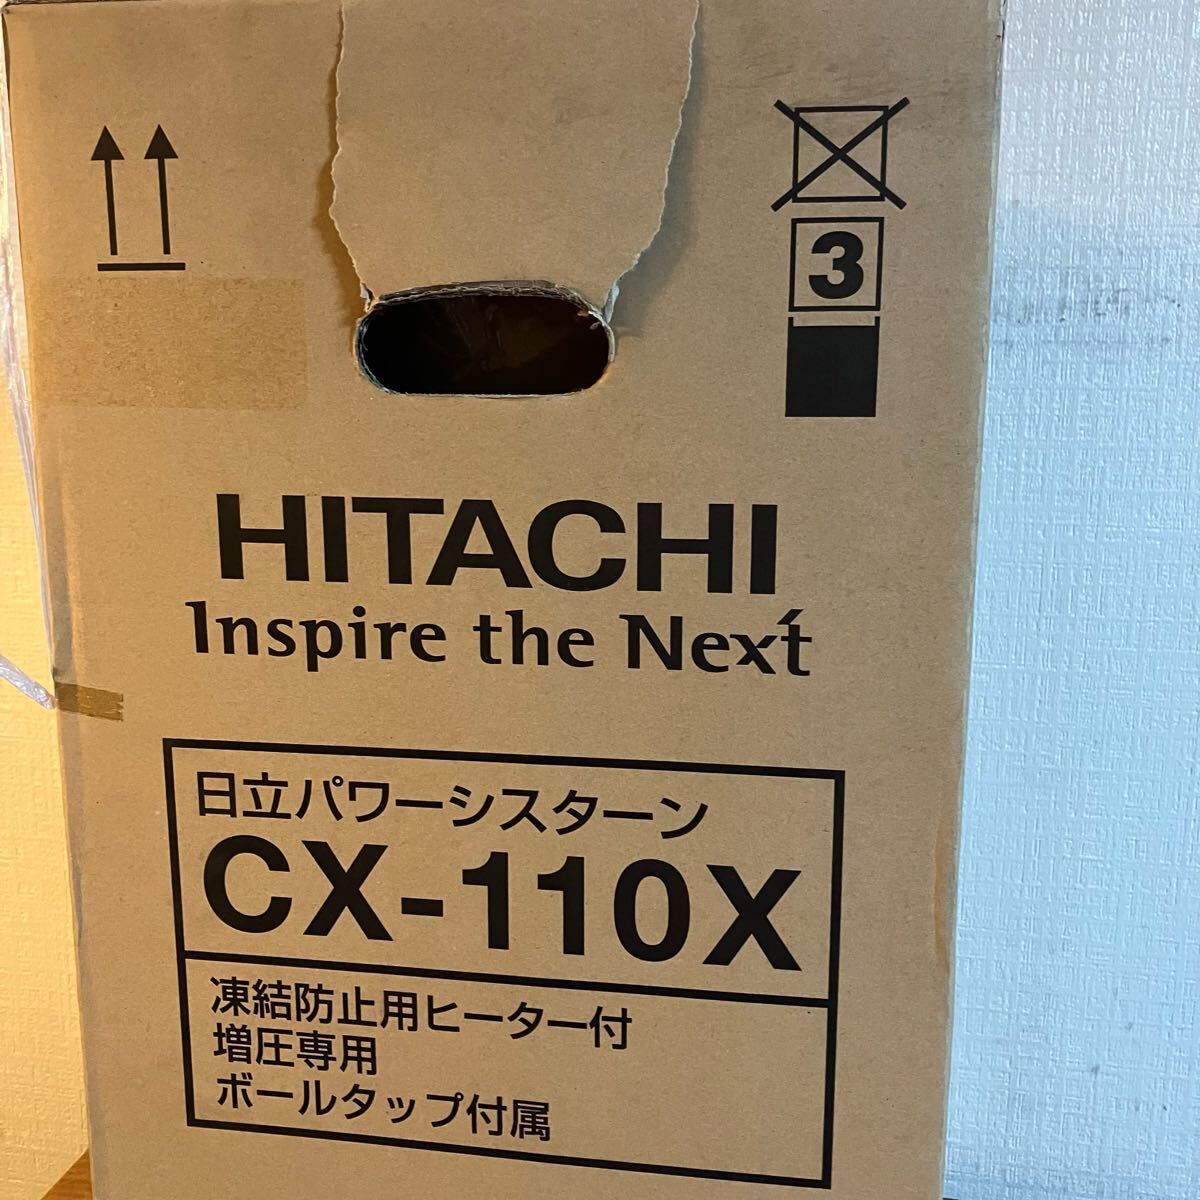 3
HITACHI
Inspire the Next
日立パワーシスターン
CX-110X
凍結防止用ヒーター付
増圧専用
ボールタップ付属